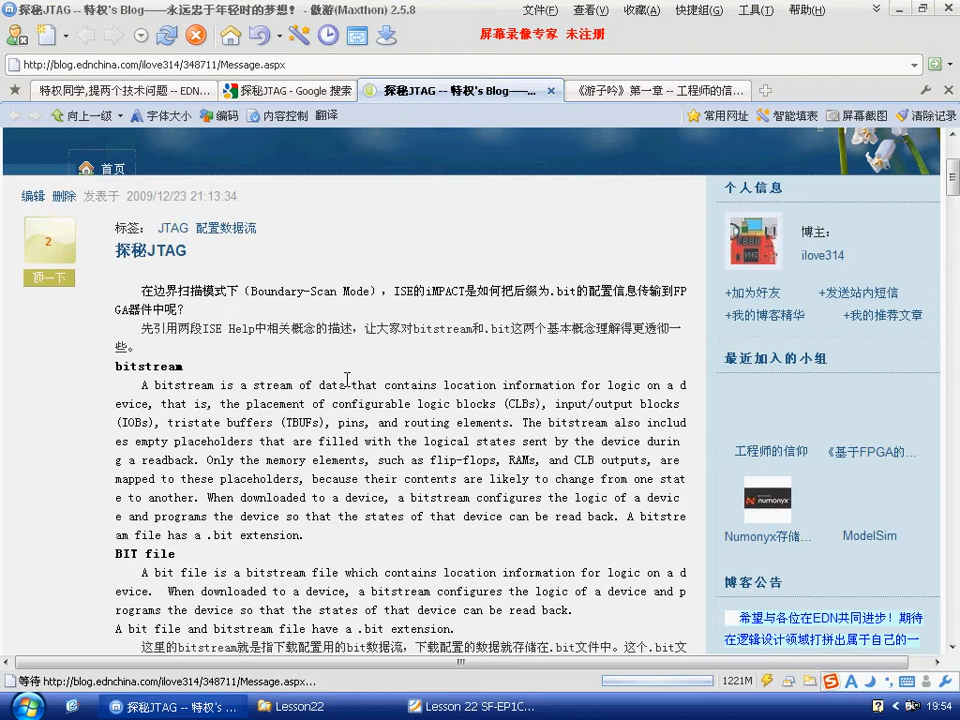 探秘JTAG -- 特权's Blog——永远忠于年轻时的梦想！ - 傲游(Maxthon) 2.5.8
文件(F) 查看(V) 收藏(A) 快捷组(G) 工具(T) 帮助(H)
屏幕录像专家 未注册
http://blog.ednchina.com/ilove314/348711/Message.aspx
特权同学,提两个技术问题 -- EDN...
探秘JTAG - Google 搜索
探秘JTAG -- 特权's Blog——...
《游子吟》第一章 -- 工程师的信...
向上一级 字体大小 编码 内容控制 翻译
常用网址 智能填表 屏幕截图 清除记录
首页
编辑 删除 发表于 2009/12/23 21:13:34
2
顶一下
标签： JTAG 配置数据流
探秘JTAG
在边界扫描模式下（Boundary-Scan Mode），ISE的iMPACT是如何把后缀为.bit的配置信息传输到FP
GA器件中呢？
先引用两段ISE Help中相关概念的描述，让大家对bitstream和.bit这两个基本概念理解得更透彻一
些。
bitstream
A bitstream is a stream of data that contains location information for logic on a d
evice, that is, the placement of configurable logic blocks (CLBs), input/output blocks
(IOBs), tristate buffers (TBUFs), pins, and routing elements. The bitstream also includ
es empty placeholders that are filled with the logical states sent by the device durin
g a readback. Only the memory elements, such as flip-flops, RAMs, and CLB outputs, are
mapped to these placeholders, because their contents are likely to change from one stat
e to another. When downloaded to a device, a bitstream configures the logic of a devic
e and programs the device so that the states of that device can be read back. A bitstre
am file has a .bit extension.
BIT file
A bit file is a bitstream file which contains location information for logic on a d
evice.  When downloaded to a device, a bitstream configures the logic of a device and p
rograms the device so that the states of that device can be read back.
A bit file and bitstream file have a .bit extension.
这里的bitstream就是指下载配置用的bit数据流，下载配置的数据就存储在.bit文件中。这个.bit文
个人信息
博主：
ilove314
+加为好友 +发送站内短信
+我的博客精华 +我的推荐文章
最近加入的小组
工程师的信仰 《基于FPGA的...
numonyx
Numonyx存储... ModelSim
博客公告
希望与各位在EDN共同进步！期待
在逻辑设计领域打拼出属于自己的一
等待 http://blog.ednchina.com/ilove314/348711/Message.aspx...
1221M
探秘JTAG -- 特权's ...
Lesson22
Lesson 22 SF-EP1C...
19:54